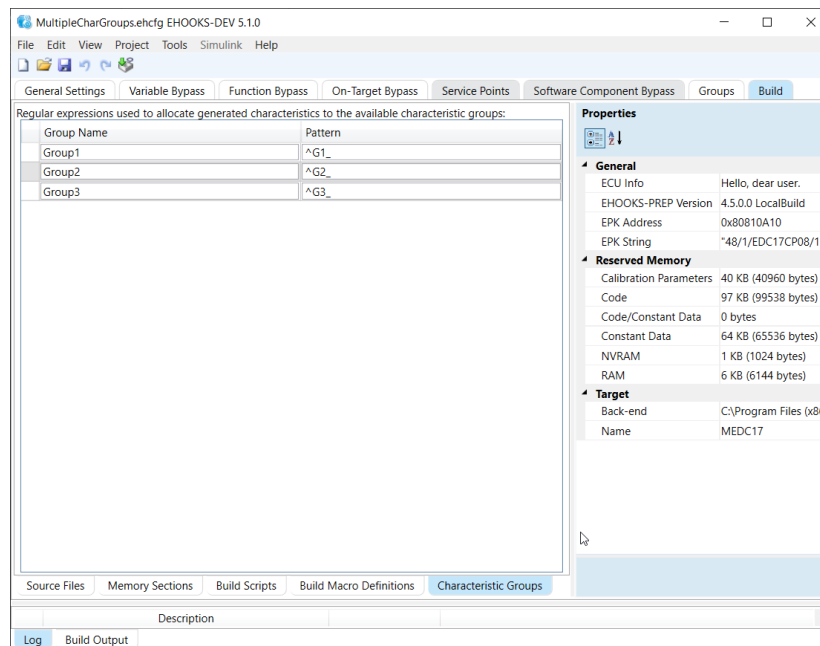 MultipleCharGroups.ehcfg EHOOKS-DEV 5.1.0
File Edit View Project Tools Simulink Help
General Settings Variable Bypass Function Bypass On-Target Bypass Service Points Software Component Bypass Groups Build
Regular expressions used to allocate generated characteristics to the available characteristic groups:
Group Name Pattern
Group1 ^G1_
Group2 ^G2_
Group3 ^G3_
Properties
General
ECU Info Hello, dear user.
EHOOKS-PREP Version 4.5.0.0 LocalBuild
EPK Address 0x80810A10
EPK String "48/1/EDC17CP08/1
Reserved Memory
Calibration Parameters 40 KB (40960 bytes)
Code 97 KB (99538 bytes)
Code/Constant Data 0 bytes
Constant Data 64 KB (65536 bytes)
NVRAM 1 KB (1024 bytes)
RAM 6 KB (6144 bytes)
Target
Back-end C:\Program Files (x8
Name MEDC17
Source Files Memory Sections Build Scripts Build Macro Definitions Characteristic Groups
Description
Log Build Output